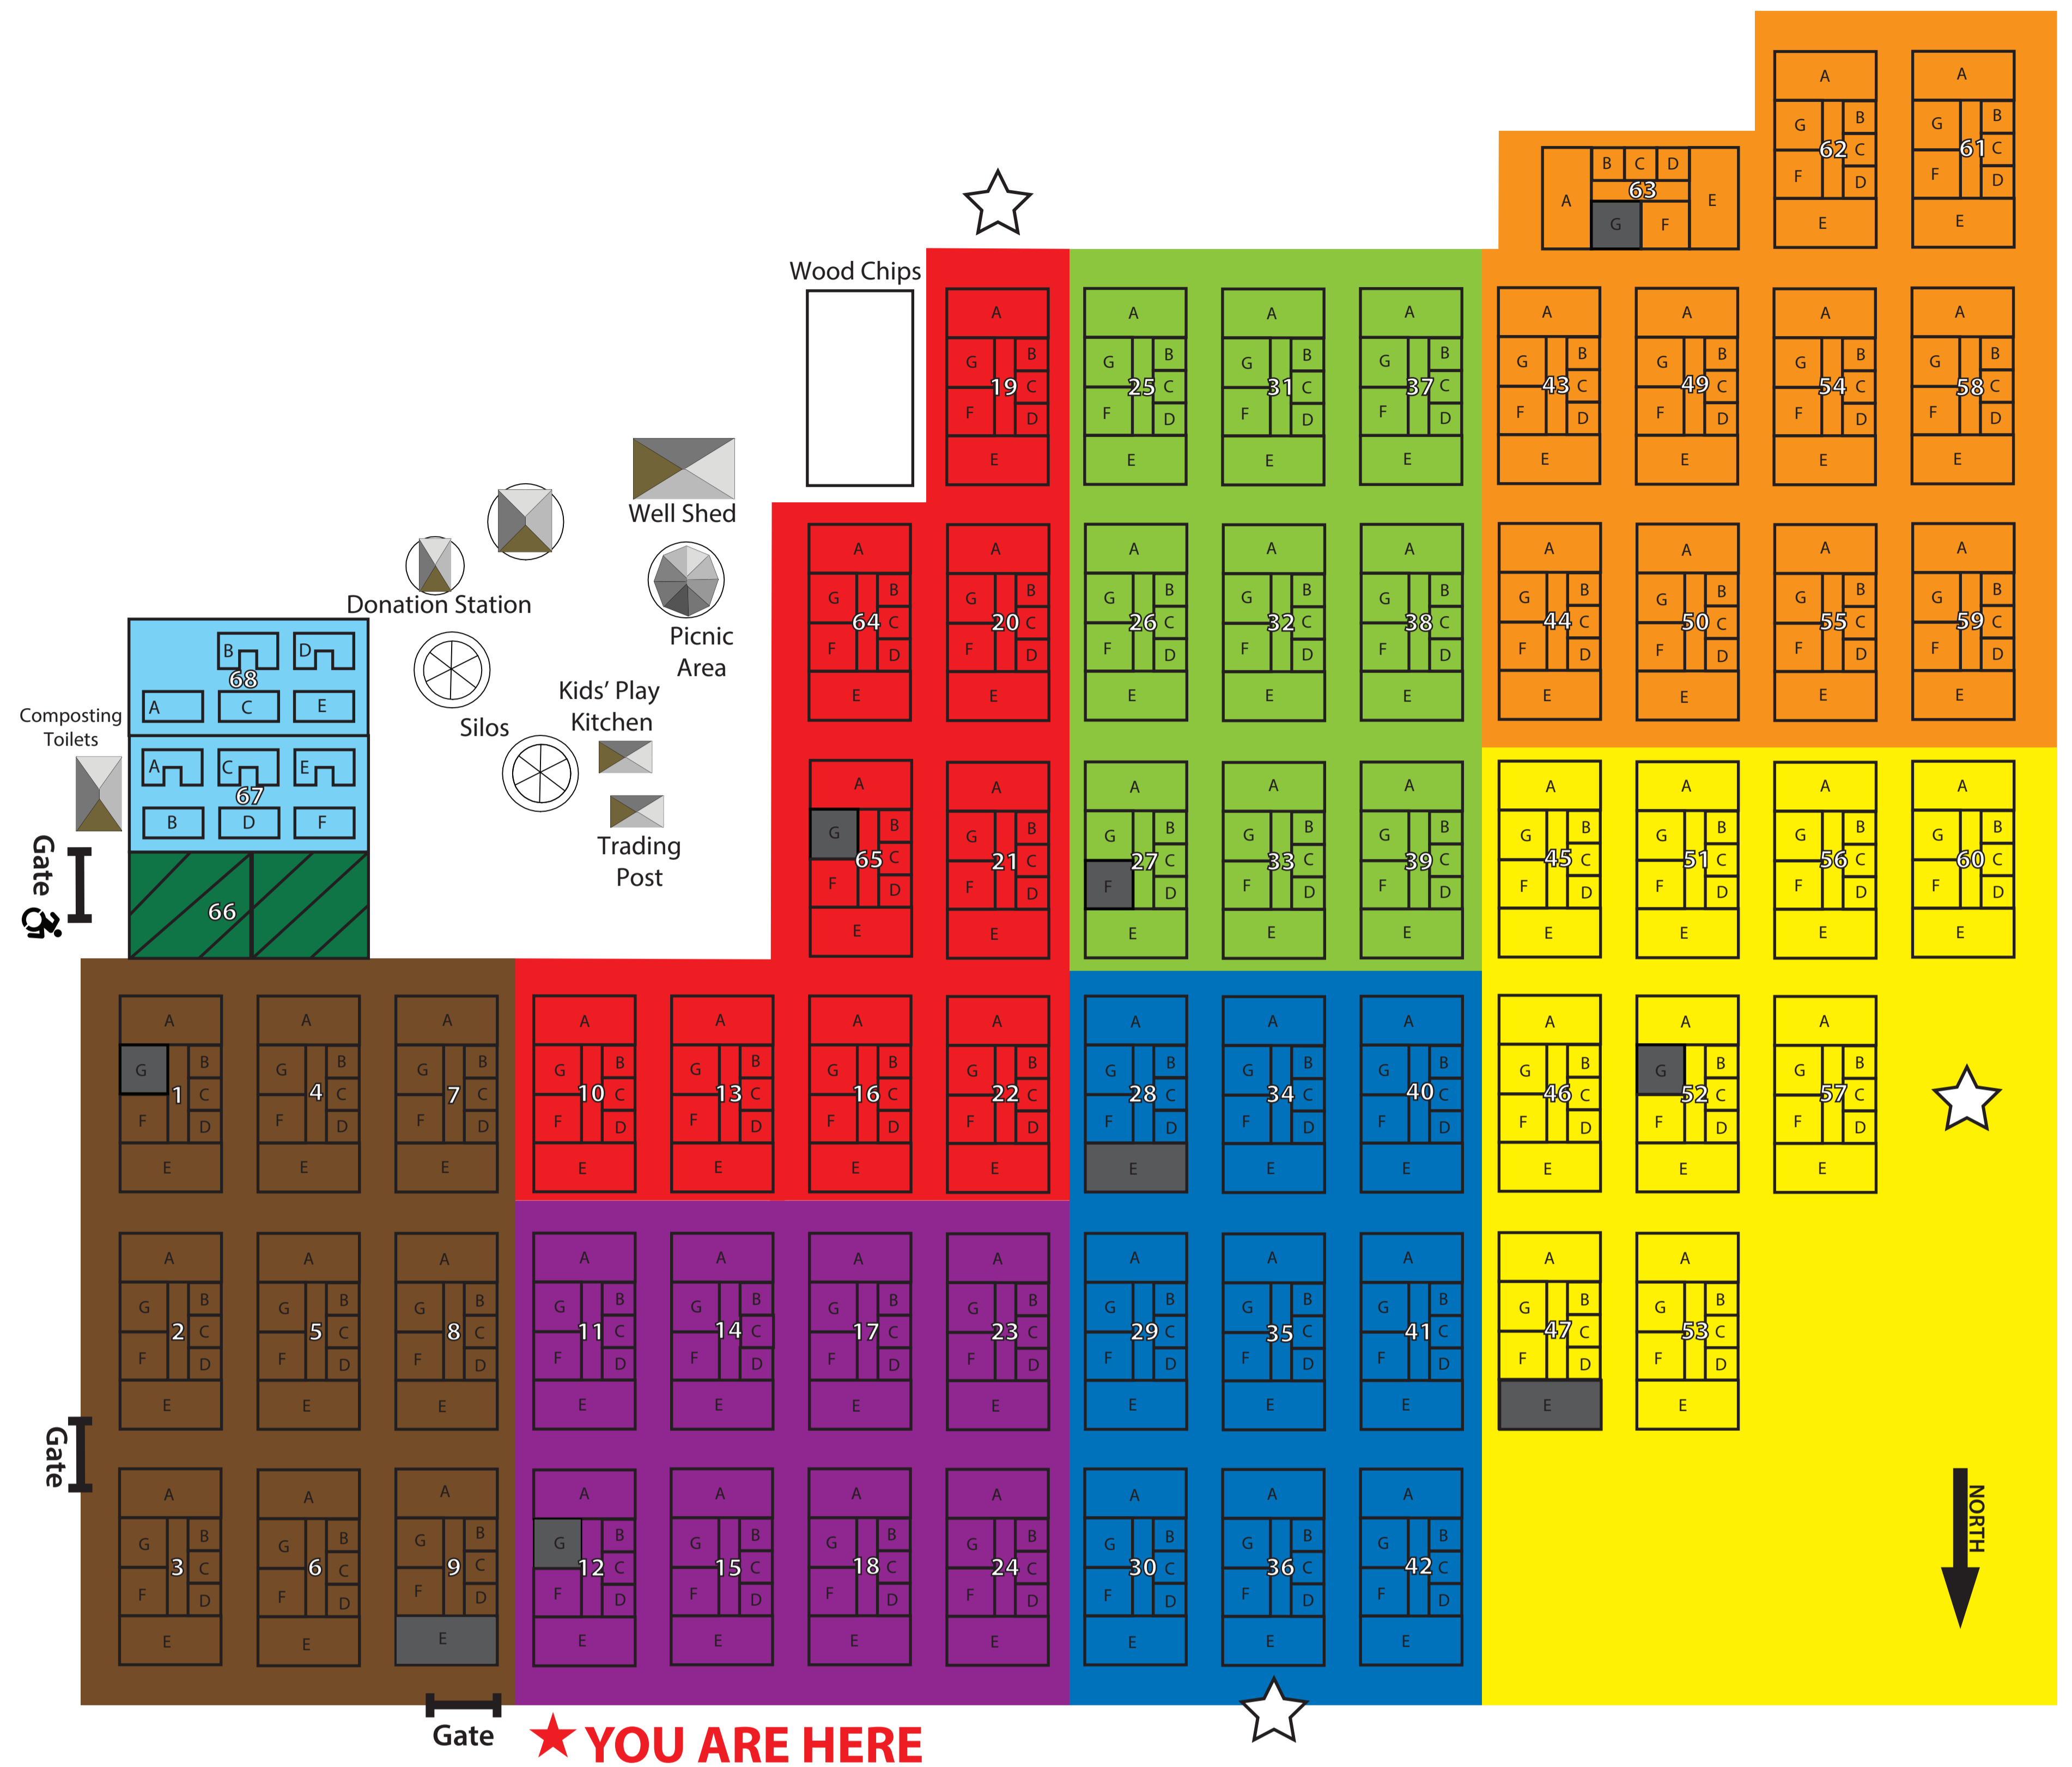 A A
G B G B
62 C 61 C
F D F D
E E
B C D
63
A E
G F
Wood Chips
A A A A A A A A
G B G B G B G B G B G B G B G B
19 C 25 C 31 C 37 C 43 C 49 C 54 C 58 C
F D F D F D F D F D F D F D F D
E E E E E E E E
Well Shed
Donation Station
Picnic
Area
Silos
Kids' Play
Kitchen
Trading
Post
A A A A A A A A A
G B G B G B G B G B G B G B G B G B
64 C 20 C 26 C 32 C 38 C 44 C 50 C 55 C 59 C
F D F D F D F D F D F D F D F D F D
E E E E E E E E E
B D
68
A C E
Composting
Toilets
A C E
67
B D F
Gate
66
A A A A A A A A A
G B G B G B G B G B G B G B G B G B
65 C 21 C 27 C 33 C 39 C 45 C 51 C 56 C 60 C
F D F D F D F D F D F D F D F D F D
E E E E E E E E E
A A A A A A A A A A A A A
G B G B G B G B G B G B G B G B G B G B G B G B G B
1 C 4 C 7 C 10 C 13 C 16 C 22 C 28 C 34 C 40 C 46 C 52 C 57 C
F D F D F D F D F D F D F D F D F D F D F D F D F D
E E E E E E E E E E E E E
A A A A A A A A A A A A
G B G B G B G B G B G B G B G B G B G B G B G B
2 C 5 C 8 C 11 C 14 C 17 C 23 C 29 C 35 C 41 C 47 C 53 C
F D F D F D F D F D F D F D F D F D F D F D F D
E E E E E E E E E E E E
Gate
A A A A A A A A A A
G B G B G B G B G B G B G B G B G B G B
3 C 6 C 9 C 12 C 15 C 18 C 24 C 30 C 36 C 42 C
F D F D F D F D F D F D F D F D F D F D
E E E E E E E E E E
NORTH
Gate
YOU ARE HERE